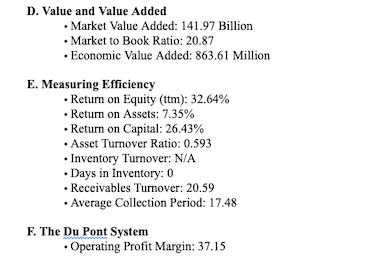 D. Value and Value Added
• Market Value Added: 141.97 Billion
• Market to Book Ratio: 20.87
• Economic Value Added: 863.61 Million
E. Measuring Efficiency
• Return on Equity (ttm): 32.64%
• Return on Assets: 7.35%
• Return on Capital: 26.43%
• Asset Turnover Ratio: 0.593
• Inventory Turnover: N/A
• Days in Inventory: 0
• Receivables Turnover: 20.59
• Average Collection Period: 17.48
F. The Du Pont System
• Operating Profit Margin: 37.15